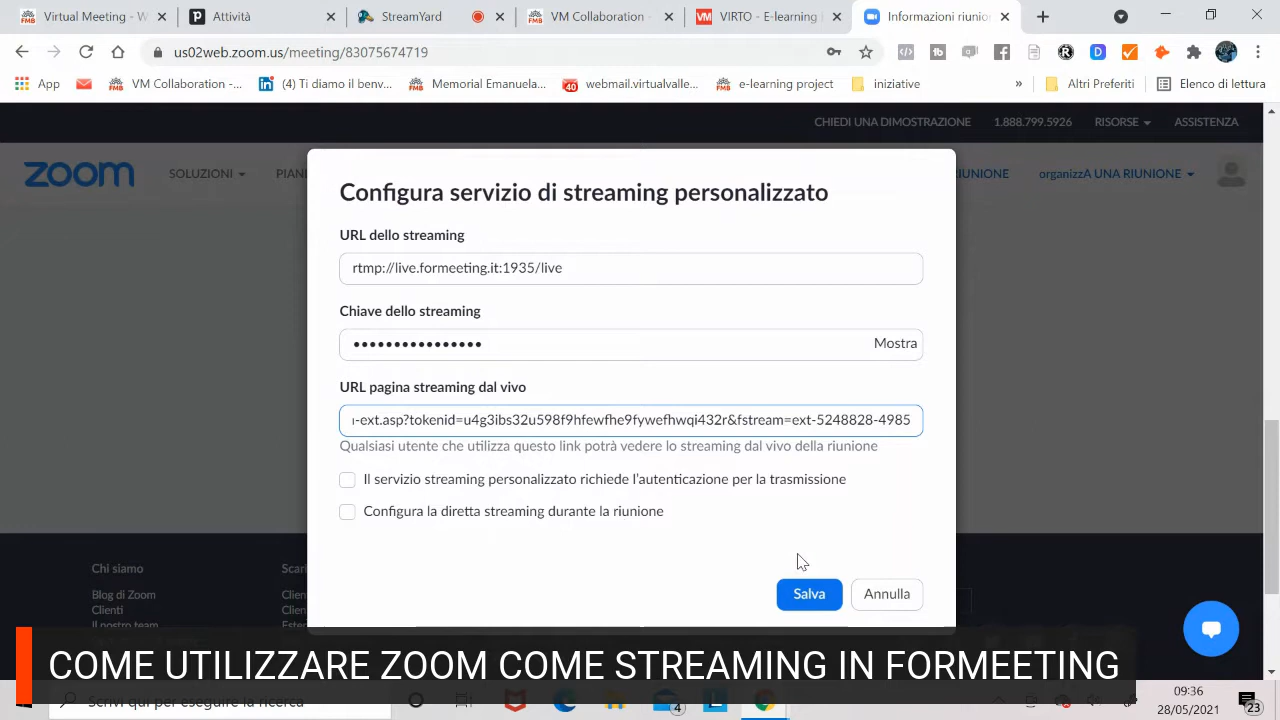 VM Collaboration - Wi
Attività
VM Collaboration
VIRTO – E-learning
us02web.zoom.us/meeting/83075674719
App
VM Collaboration -...
(4) Ti diamo il benv...
Memorial Emanuela...
40
webmail.virtualvalle...
e-learning project
iniziative
»
Altri Preferiti
Elenco di lettura
CHIEDI UNA DIMOSTRAZIONE
1.888.799.5926
RISORSE
ASSISTENZA
zoom
SOLUZIONI
organizzA UNA RIUNIONE
Configura servizio di streaming personalizzato
URL dello streaming
rtmp://live.formeeting.it:1935/live
Chiave dello streaming
••••••••••••••••
Mostra
URL pagina streaming dal vivo
-ext.asp?tokenid=u4g3ibs32u598f9hfewfhe9fywefhwqi432r&fstream=ext-5248828-4985
Qualsiasi utente che utilizza questo link potrà vedere lo streaming dal vivo della riunione
Il servizio streaming personalizzato richiede l'autenticazione per la trasmissione
Configura la diretta streaming durante la riunione
Salva
Annulla
Chi siamo
Blog di Zoom
Clienti
Il nostro team
COME UTILIZZARE ZOOM COME STREAMING IN FORMEETING
Scrivi qui per eseguire la ricerca
4
09:36
28/05/2021
23